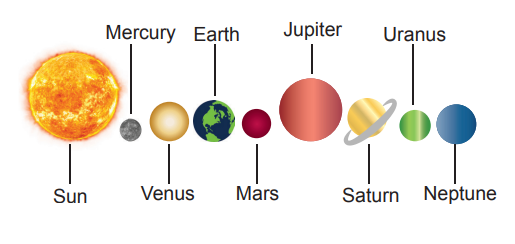 Mercury
Earth
Jupiter
Uranus
Sun
Venus
Mars
Saturn
Neptune